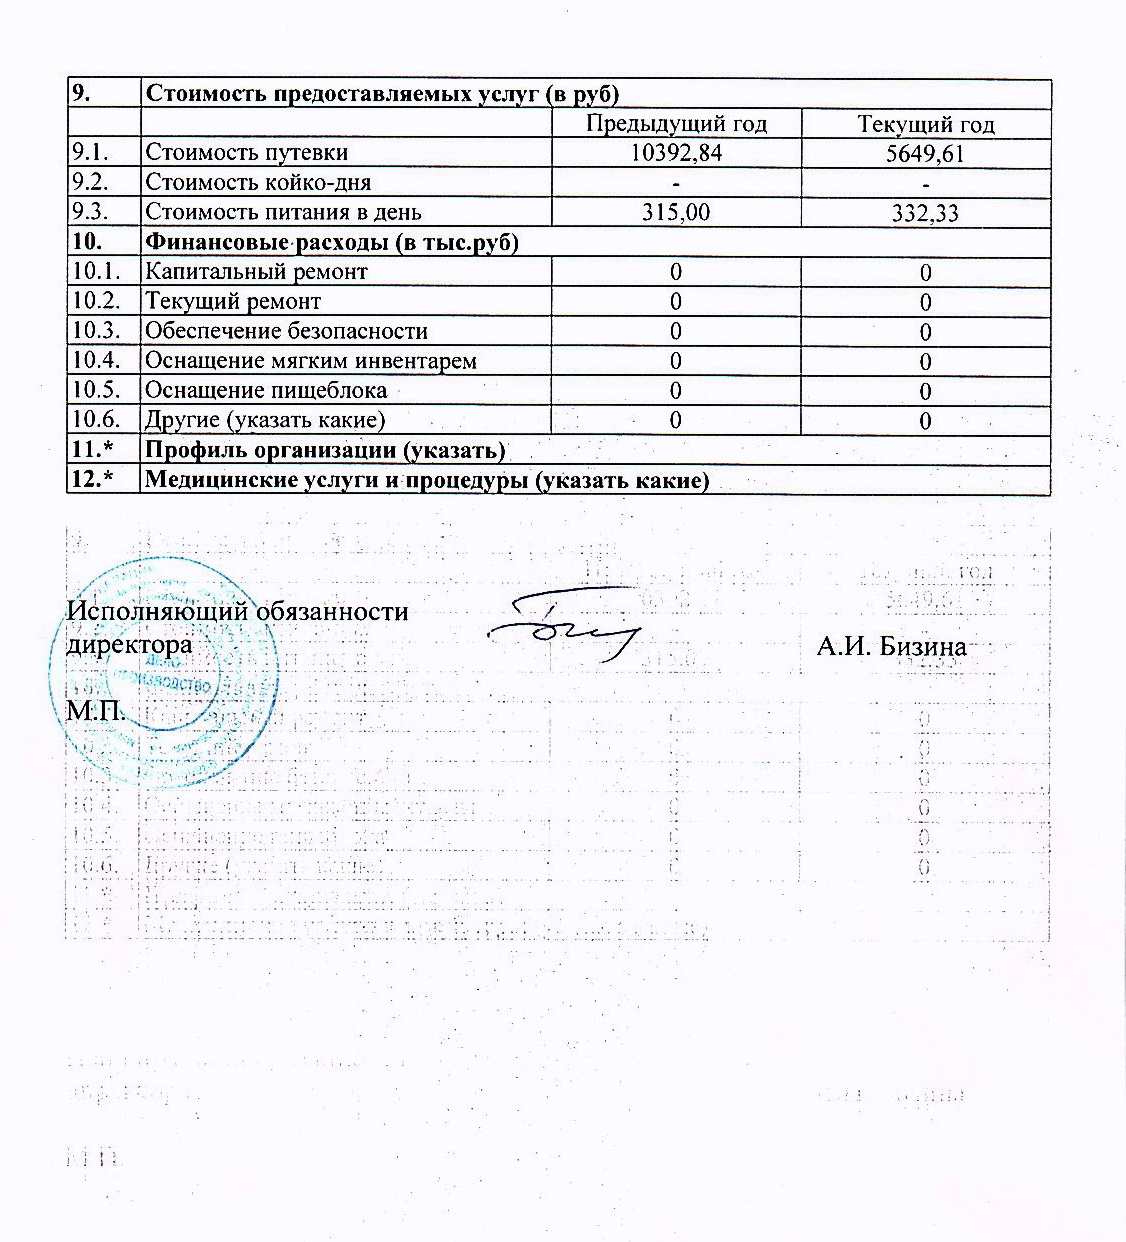 9. Стоимость предоставляемых услуг (в руб)
Предыдущий год Текущий год
9.1. Стоимость путевки 10392,84 5649,61
9.2. Стоимость койко-дня - -
9.3. Стоимость питания в день 315,00 332,33
10. Финансовые расходы (в тыс.руб)
10.1. Капитальный ремонт 0 0
10.2. Текущий ремонт 0 0
10.3. Обеспечение безопасности 0 0
10.4. Оснащение мягким инвентарем 0 0
10.5. Оснащение пищеблока 0 0
10.6. Другие (указать какие) 0 0
11.* Профиль организации (указать)
12.* Медицинские услуги и процедуры (указать какие)
Исполняющий обязанности
директора А.И. Бизина
ДЕЛО
ПРОИЗВОДСТВО
М.П.